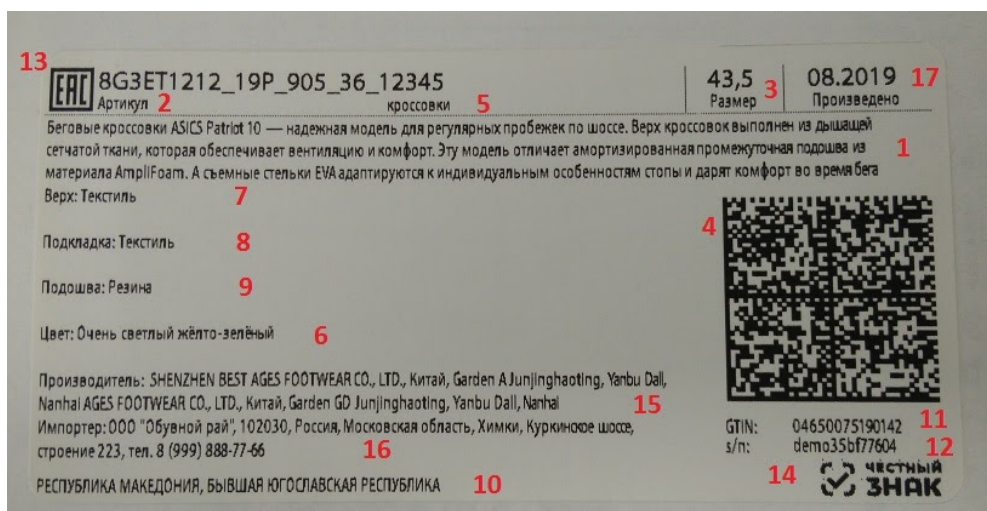 13 EAC 8G3ET1212_19P_905_36_12345 43,5 08.2019 17
Артикул 2 кроссовки 5 Размер 3 Произведено
Беговые кроссовки ASICS Patriot 10 — надежная модель для регулярных пробежек по шоссе. Верх кроссовок выполнен из дышащей
сетчатой ткани, которая обеспечивает вентиляцию и комфорт. Эту модель отличает амортизированная промежуточная подошва из 1
материала AmpliFoam. А съемные стельки EVA адаптируются к индивидуальным особенностям стопы и дарят комфорт во время бега
Верх: Текстиль 7
4
Подкладка: Текстиль 8
Подошва: Резина 9
Цвет: Очень светлый жёлто-зелёный 6
Производитель: SHENZHEN BEST AGES FOOTWEAR CO., LTD., Китай, Garden A Junjinghaoting, Yanbu Dall,
Nanhal AGES FOOTWEAR CO., LTD., Китай, Garden GD Junjinghaoting, Yanbu Dall, Nanhal 15
Импортер: ООО "Обувной рай", 102030, Россия, Московская область, Химки, Куркинское шоссе,
строение 223, тел. 8 (999) 888-77-66 16
11
GTIN: 04650075190142
s/n: demo35bf77604 12
14 ЧЕСТНЫЙ
ЗНАК
РЕСПУБЛИКА МАКЕДОНИЯ, БЫВШАЯ ЮГОСЛАВСКАЯ РЕСПУБЛИКА 10